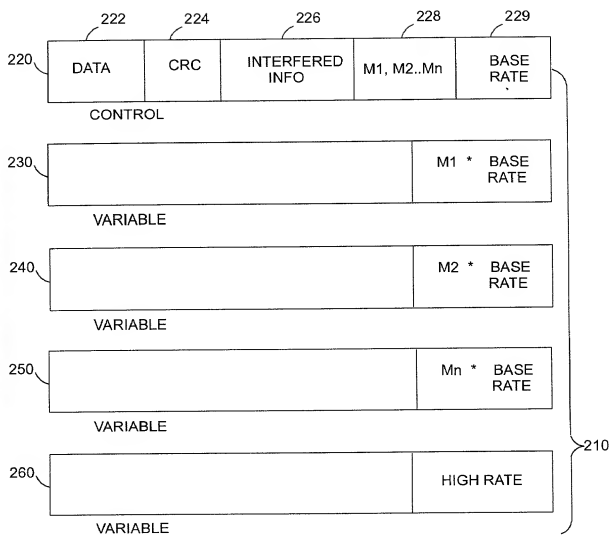 222 224 226 228 229
220
DATA CRC INTERFERED INFO M1, M2..Mn BASE RATE
CONTROL
230
M1 * BASE RATE
VARIABLE
240
M2 * BASE RATE
VARIABLE
250
Mn * BASE RATE
VARIABLE
210
260
HIGH RATE
VARIABLE